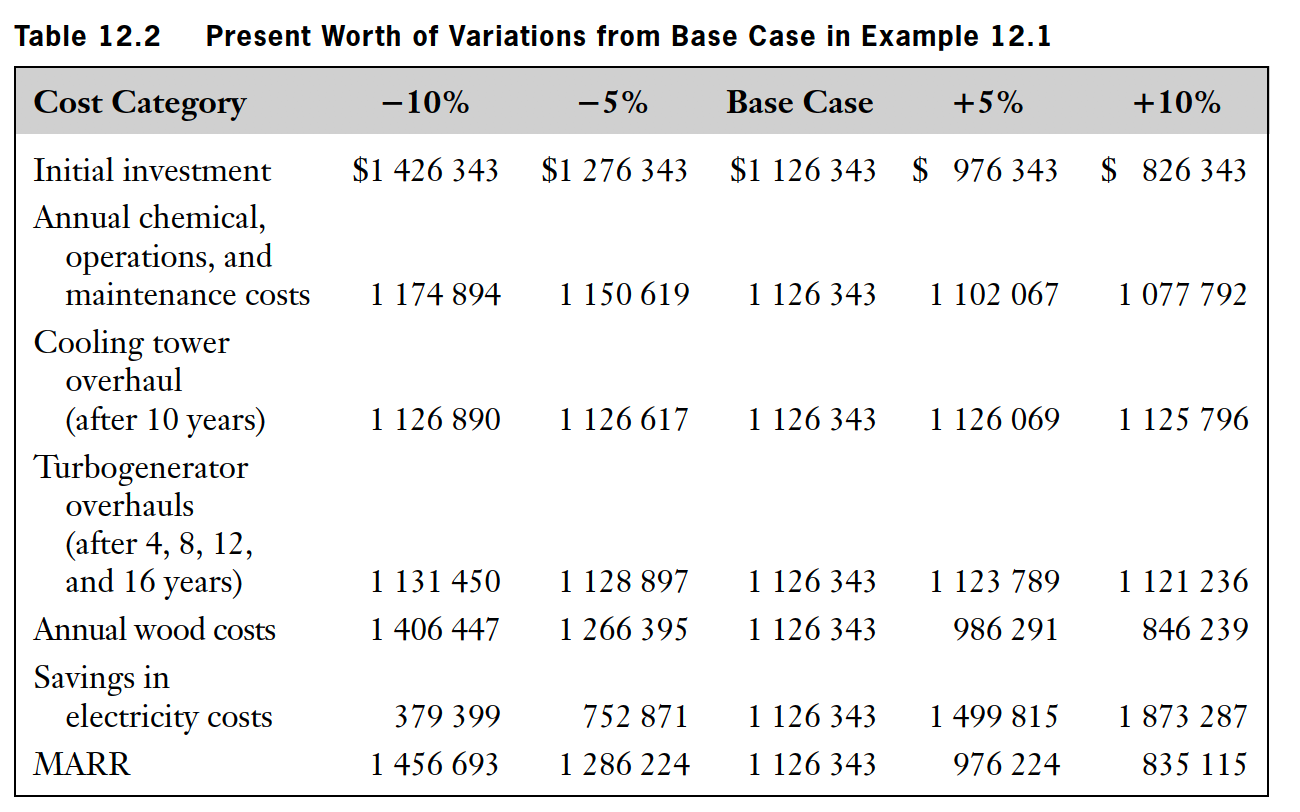 Table 12.2 Present Worth of Variations from Base Case in Example 12.1
Cost Category −10% −5% Base Case +5% +10%
Initial investment $1 426 343 $1 276 343 $1 126 343 $ 976 343 $ 826 343
Annual chemical,
operations, and
maintenance costs 1 174 894 1 150 619 1 126 343 1 102 067 1 077 792
Cooling tower
overhaul
(after 10 years) 1 126 890 1 126 617 1 126 343 1 126 069 1 125 796
Turbogenerator
overhauls
(after 4, 8, 12,
and 16 years) 1 131 450 1 128 897 1 126 343 1 123 789 1 121 236
Annual wood costs 1 406 447 1 266 395 1 126 343 986 291 846 239
Savings in
electricity costs 379 399 752 871 1 126 343 1 499 815 1 873 287
MARR 1 456 693 1 286 224 1 126 343 976 224 835 115